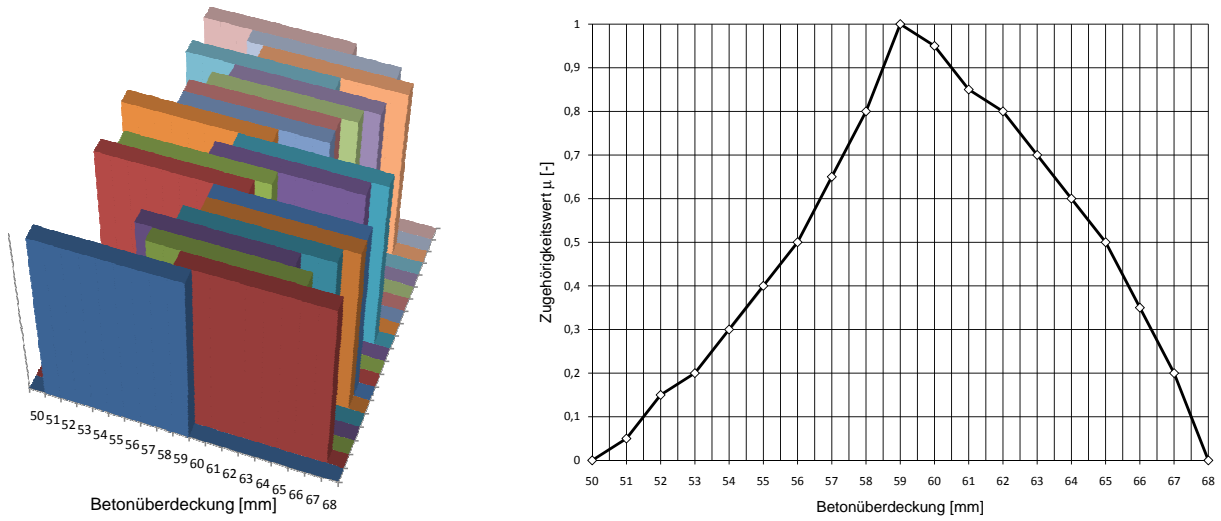 50 51 52 53 54 55 56 57 58 59 60 61 62 63 64 65 66 67 68
Betonüberdeckung [mm]
Zugehörigkeitswert μ [-]
1
0,9
0,8
0,7
0,6
0,5
0,4
0,3
0,2
0,1
0
50 51 52 53 54 55 56 57 58 59 60 61 62 63 64 65 66 67 68
Betonüberdeckung [mm]